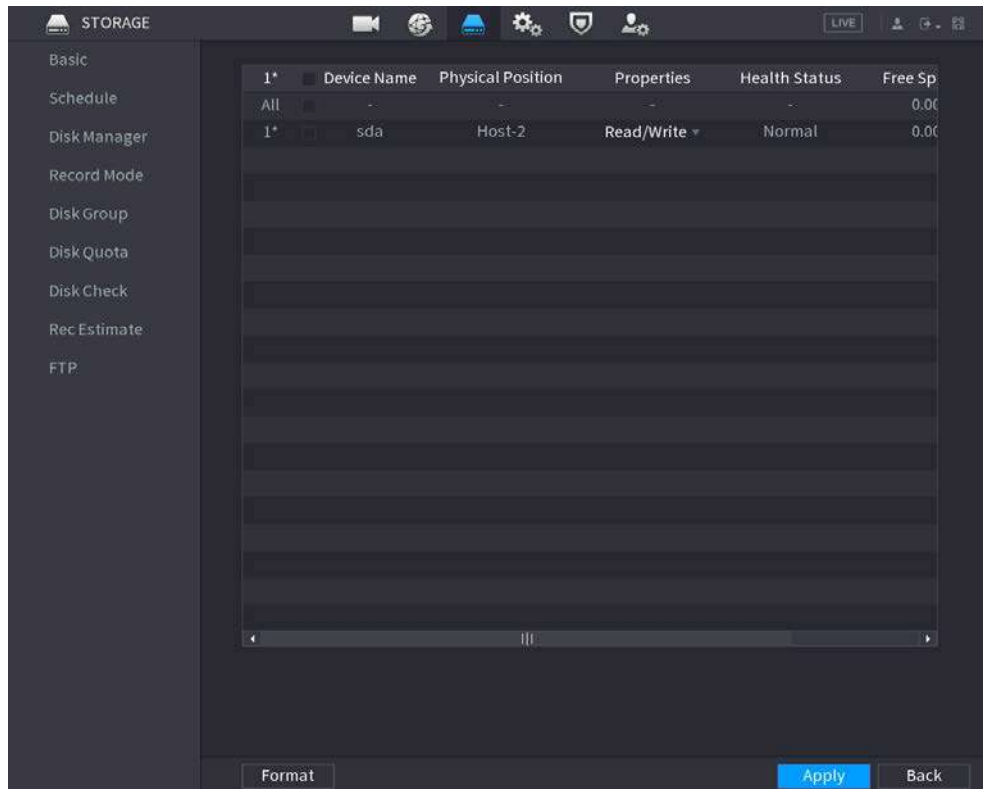 STORAGE
LIVE
Basic
Schedule
Disk Manager
Record Mode
Disk Group
Disk Quota
Disk Check
Rec Estimate
FTP
1* Device Name Physical Position Properties Health Status Free Sp
All - - - - 0.00
1* sda Host-2 Read/Write Normal 0.00
Format
Apply
Back